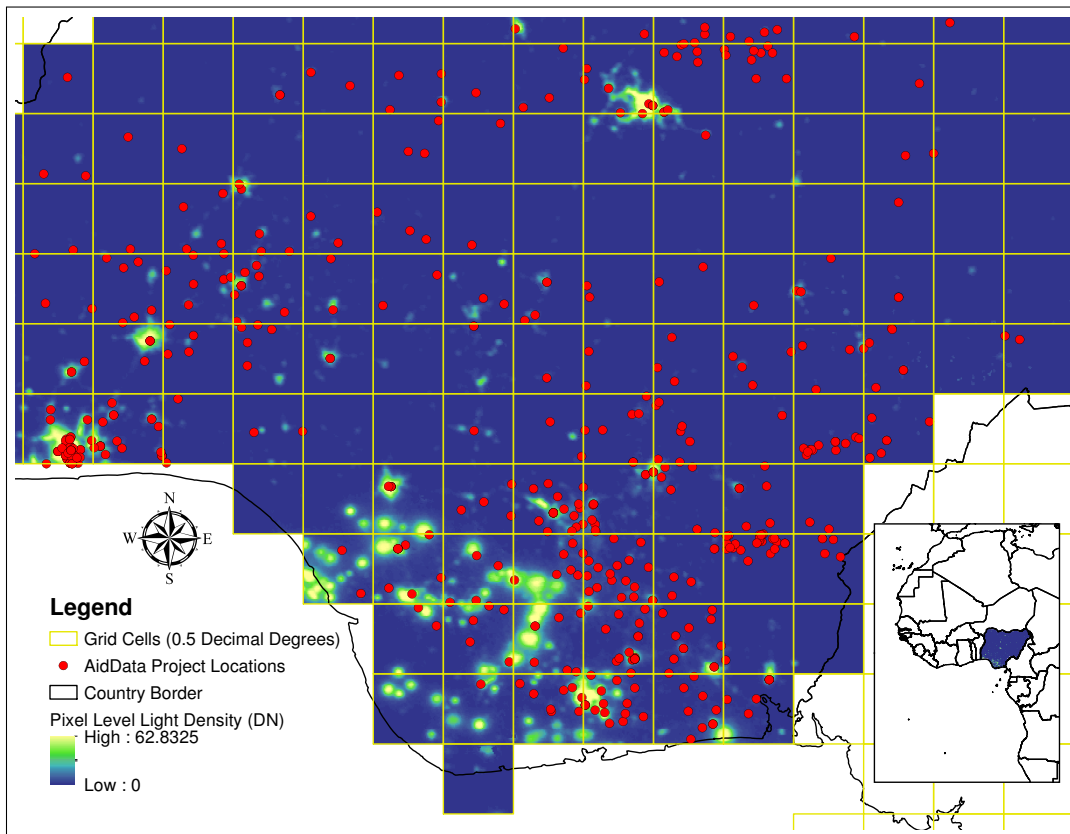 N
W E
S
Legend
Grid Cells (0.5 Decimal Degrees)
AidData Project Locations
Country Border
Pixel Level Light Density (DN)
High : 62.8325
Low : 0